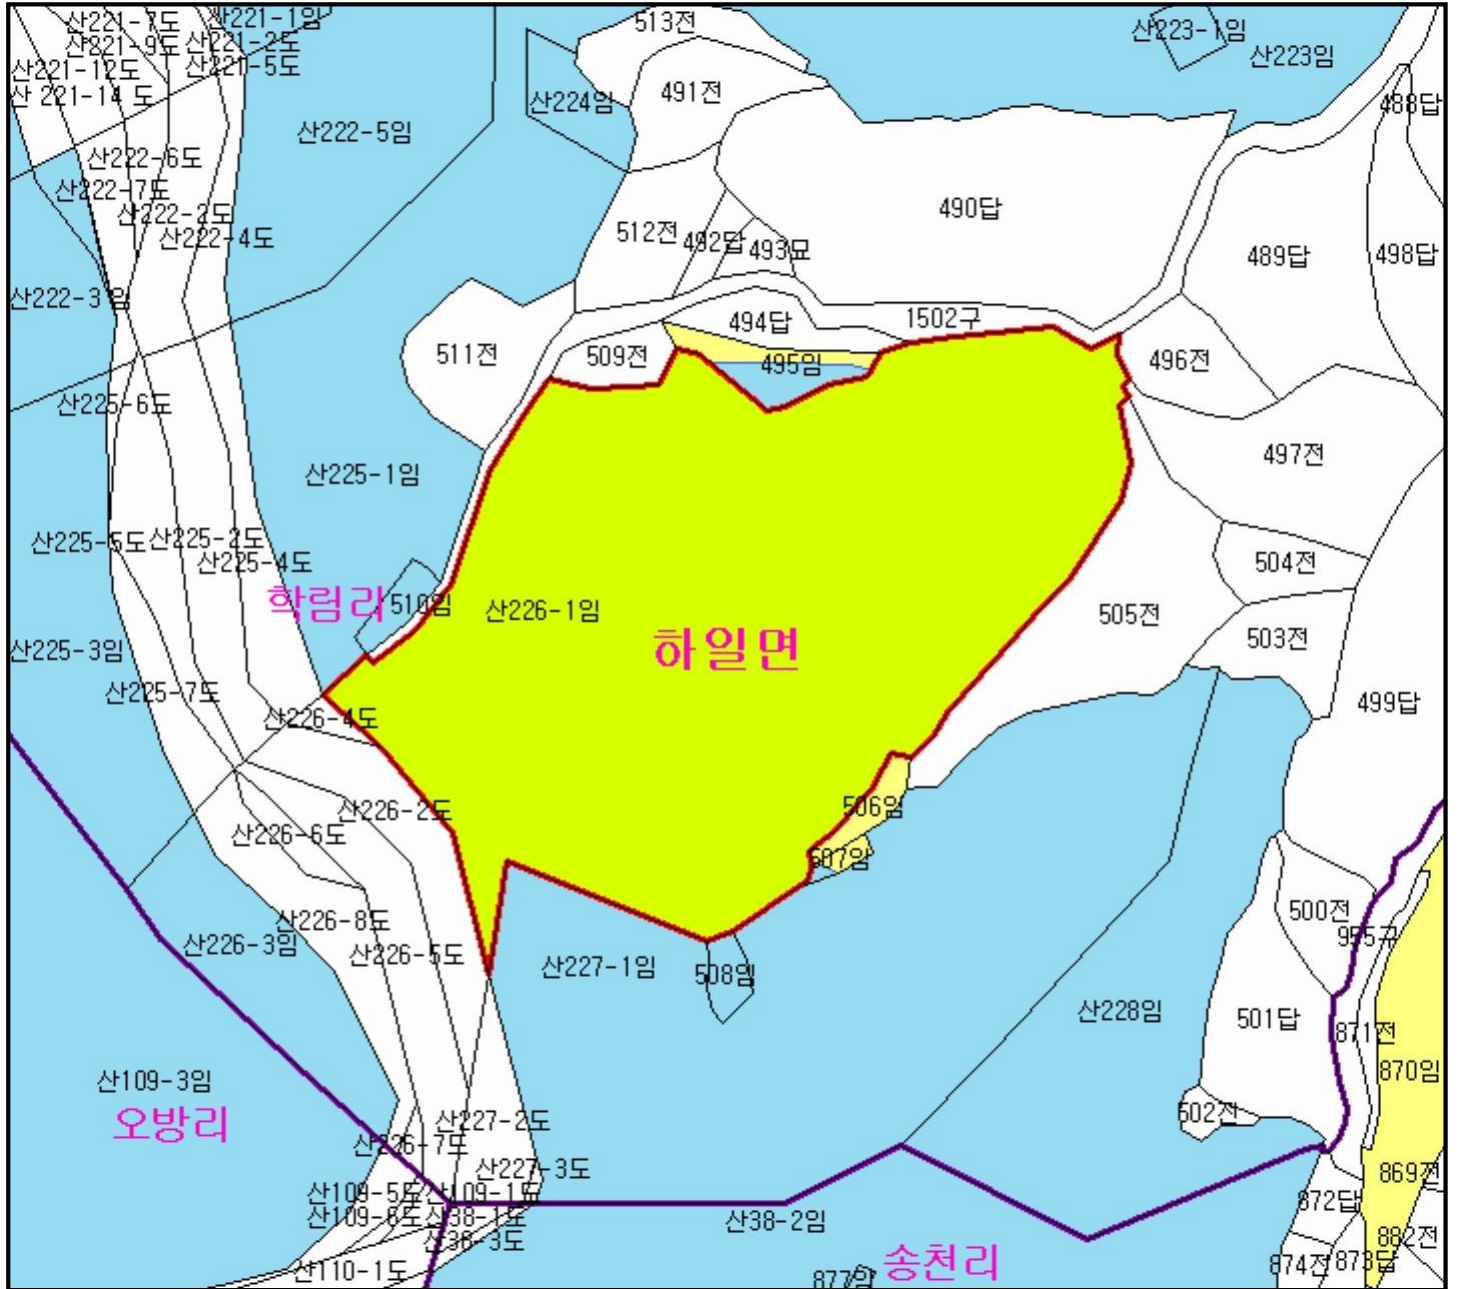 산221-7도
산221-1임
산221-9도
산221-2도
산221-12도
산221-5도
산 221-14 도
산222-5임
산224임
513전
491전
산223-1임
산223임
488답
산222-6도
산222-7도
산222-2도
산222-4도
512전
492답
493묘
490답
489답
498답
산222-3 임
511전
509전
494답
1502구
495임
496전
산225-6도
산225-1임
497전
산225-5도
산225-2도
산225-4도
504전
학림리
510임
산226-1임
505전
503전
하일면
산225-3임
산225-7도
산226-4도
499답
산226-2도
산226-6도
506임
507임
산226-8도
산226-3임
산226-5도
산227-1임
508임
500전
955구
산228임
501답
871전
870임
산109-3임
오방리
산227-2도
502전
산226-7도
산227-3도
869전
산109-5도
산109-1도
872답
산109-6도
산38-1도
산38-2임
산38-3도
882전
송천리
산110-1도
877임
874전
873답